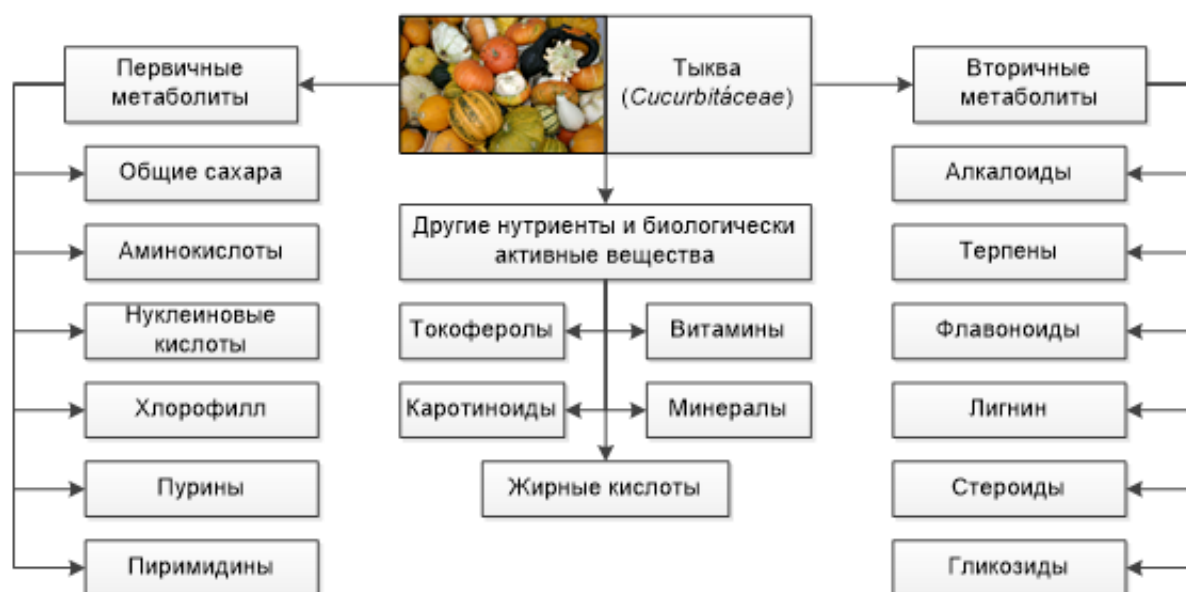 Тыква
(Cucurbitáceae)
Первичные
метаболиты
Общие сахара
Аминокислоты
Нуклеиновые
кислоты
Хлорофилл
Пурины
Пиримидины
Другие нутриенты и биологически
активные вещества
Токоферолы
Витамины
Каротиноиды
Минералы
Жирные кислоты
Вторичные
метаболиты
Алкалоиды
Терпены
Флавоноиды
Лигнин
Стероиды
Гликозиды